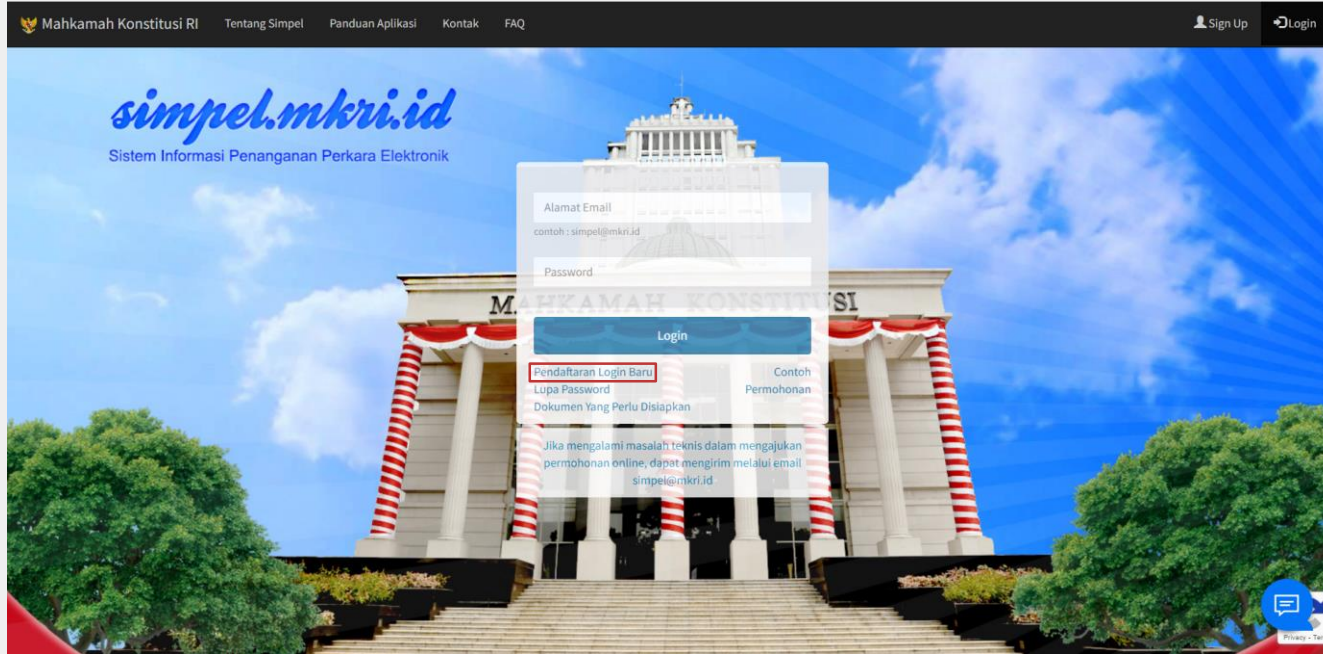 Mahkamah Konstitusi RI Tentang Simpel Panduan Aplikasi Kontak FAQ Sign Up Login
simpel.mkri.id
Sistem Informasi Penanganan Perkara Elektronik
Alamat Email
contoh : simpel@mkri.id
Password
MAHKAMAH KONSTITUSI
Login
Pendaftaran Login Baru Contoh
Lupa Password Permohonan
Dokumen Yang Perlu Disiapkan
Jika mengalami masalah teknis dalam mengajukan
permohonan online, dapat mengirim melalui email
simpel@mkri.id
Privacy -